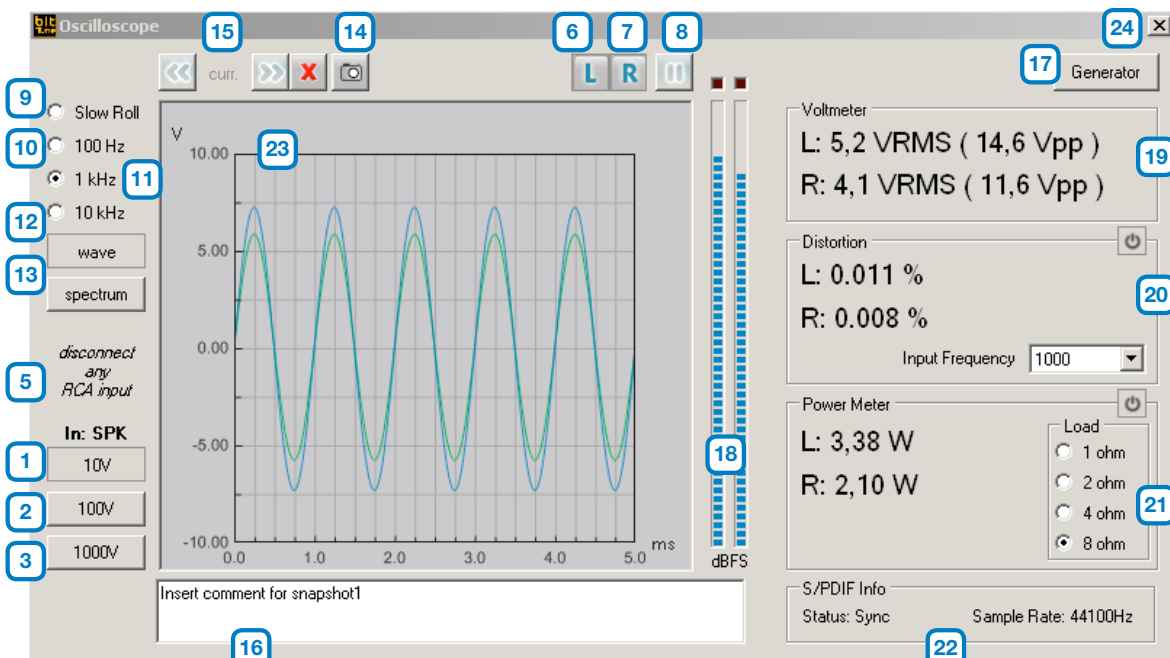 bit Tune Oscilloscope
15
14
6
7
8
24
17
Generator
curr.
X
L
R
9
Slow Roll
10
100 Hz
11
1 kHz
12
10 kHz
wave
13
spectrum
5
disconnect
any
RCA input
In: SPK
1
10V
2
100V
3
1000V
V
23
10.00
5.00
0.00
-5.00
-10.00
0.0 1.0 2.0 3.0 4.0 5.0 ms
18
dBFS
Insert comment for snapshot1
16
Voltmeter
L: 5,2 VRMS ( 14,6 Vpp )
R: 4,1 VRMS ( 11,6 Vpp )
19
Distortion
L: 0.011 %
R: 0.008 %
20
Input Frequency 1000
Power Meter
L: 3,38 W
R: 2,10 W
Load
1 ohm
2 ohm
4 ohm
8 ohm
21
S/PDIF Info
Status: Sync Sample Rate: 44100Hz
22